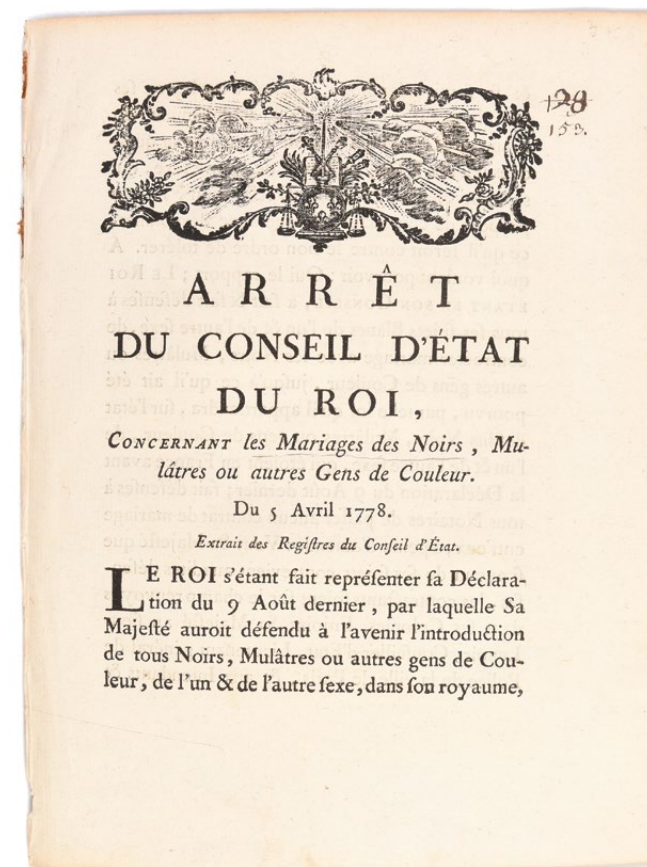 128
153.
ARRÊT
DU CONSEIL D'ÉTAT
DU ROI,
CONCERNANT les Mariages des Noirs, Mu-
lâtres ou autres Gens de Couleur.
Du 5 Avril 1778.
Extrait des Regiſtres du Conſeil d'État.
LE ROI s'étant fait repréſenter ſa Déclara-
tion du 9 Août dernier, par laquelle Sa
Majeſté auroit défendu à l'avenir l'introduction
de tous Noirs, Mulâtres ou autres gens de Cou-
leur, de l'un & de l'autre ſexe, dans ſon royaume,